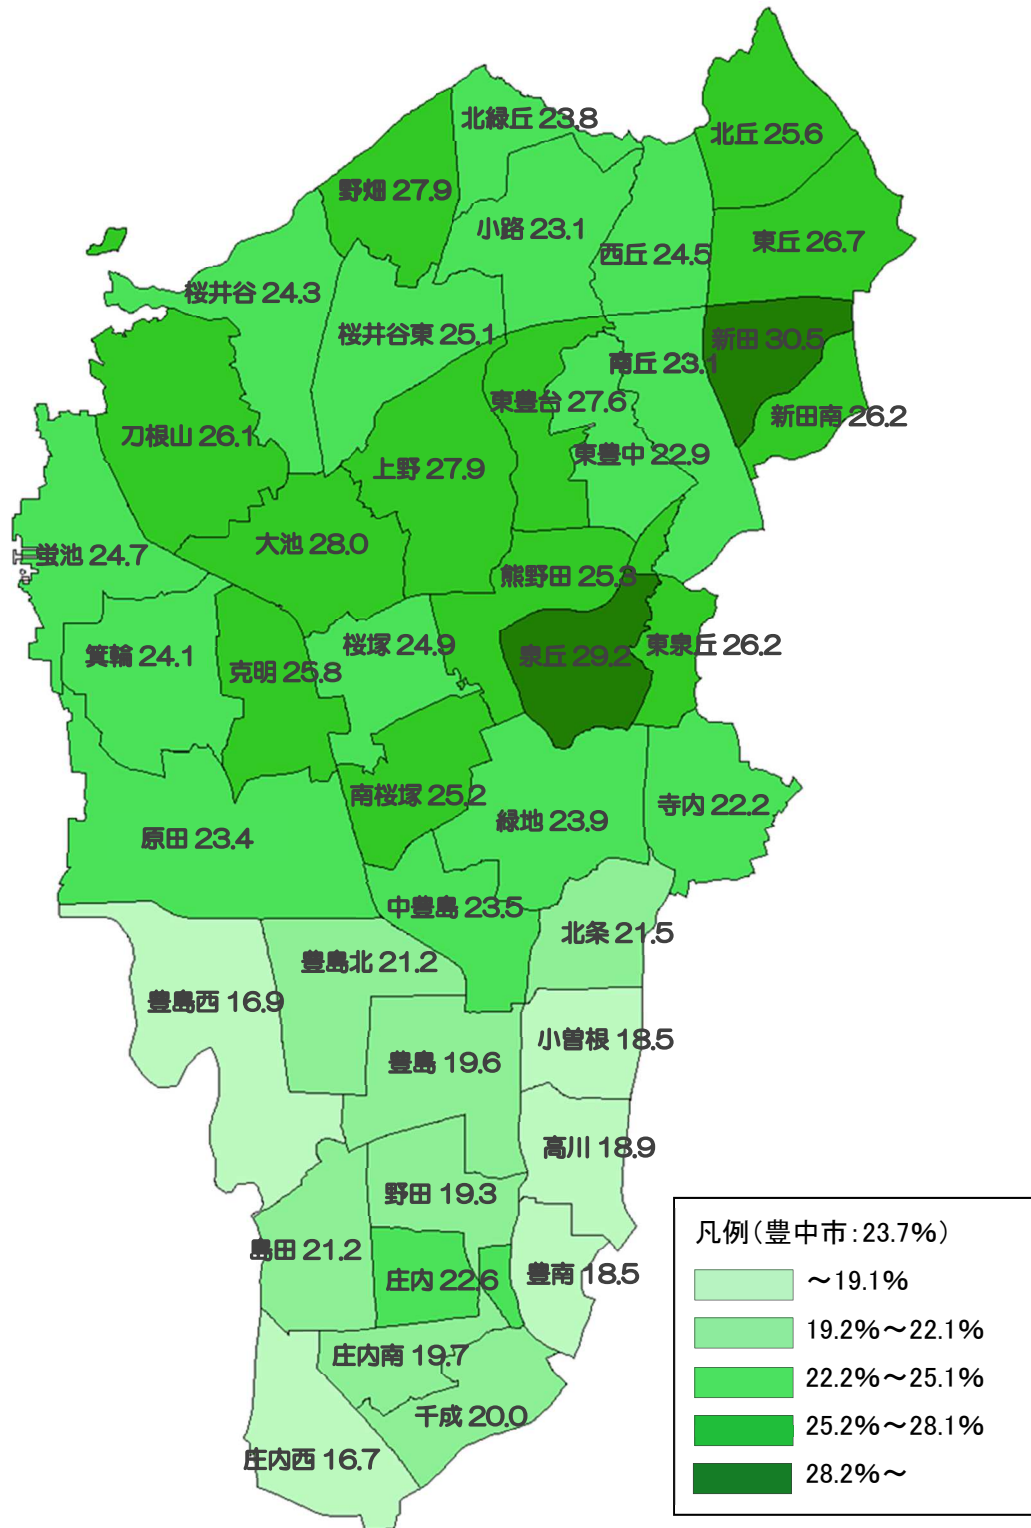 北緑丘 23.8
北丘 25.6
野畑 27.9
小路 23.1
東丘 26.7
西丘 24.5
桜井谷 24.3
桜井谷東 25.1
新田 30.5
南丘 23.1
東豊台 27.6
新田南 26.2
刀根山 26.1
東豊中 22.9
上野 27.9
大池 28.0
蛍池 24.7
熊野田 25.3
桜塚 24.9
東泉丘 26.2
泉丘 29.2
箕輪 24.1
克明 25.8
南桜塚 25.2
寺内 22.2
緑地 23.9
原田 23.4
中豊島 23.5
北条 21.5
豊島北 21.2
豊島西 16.9
小曽根 18.5
豊島 19.6
高川 18.9
野田 19.3
島田 21.2
豊南 18.5
庄内 22.6
庄内南 19.7
千成 20.0
庄内西 16.7
凡例(豊中市:23.7%)
～19.1%
19.2%～22.1%
22.2%～25.1%
25.2%～28.1%
28.2%～